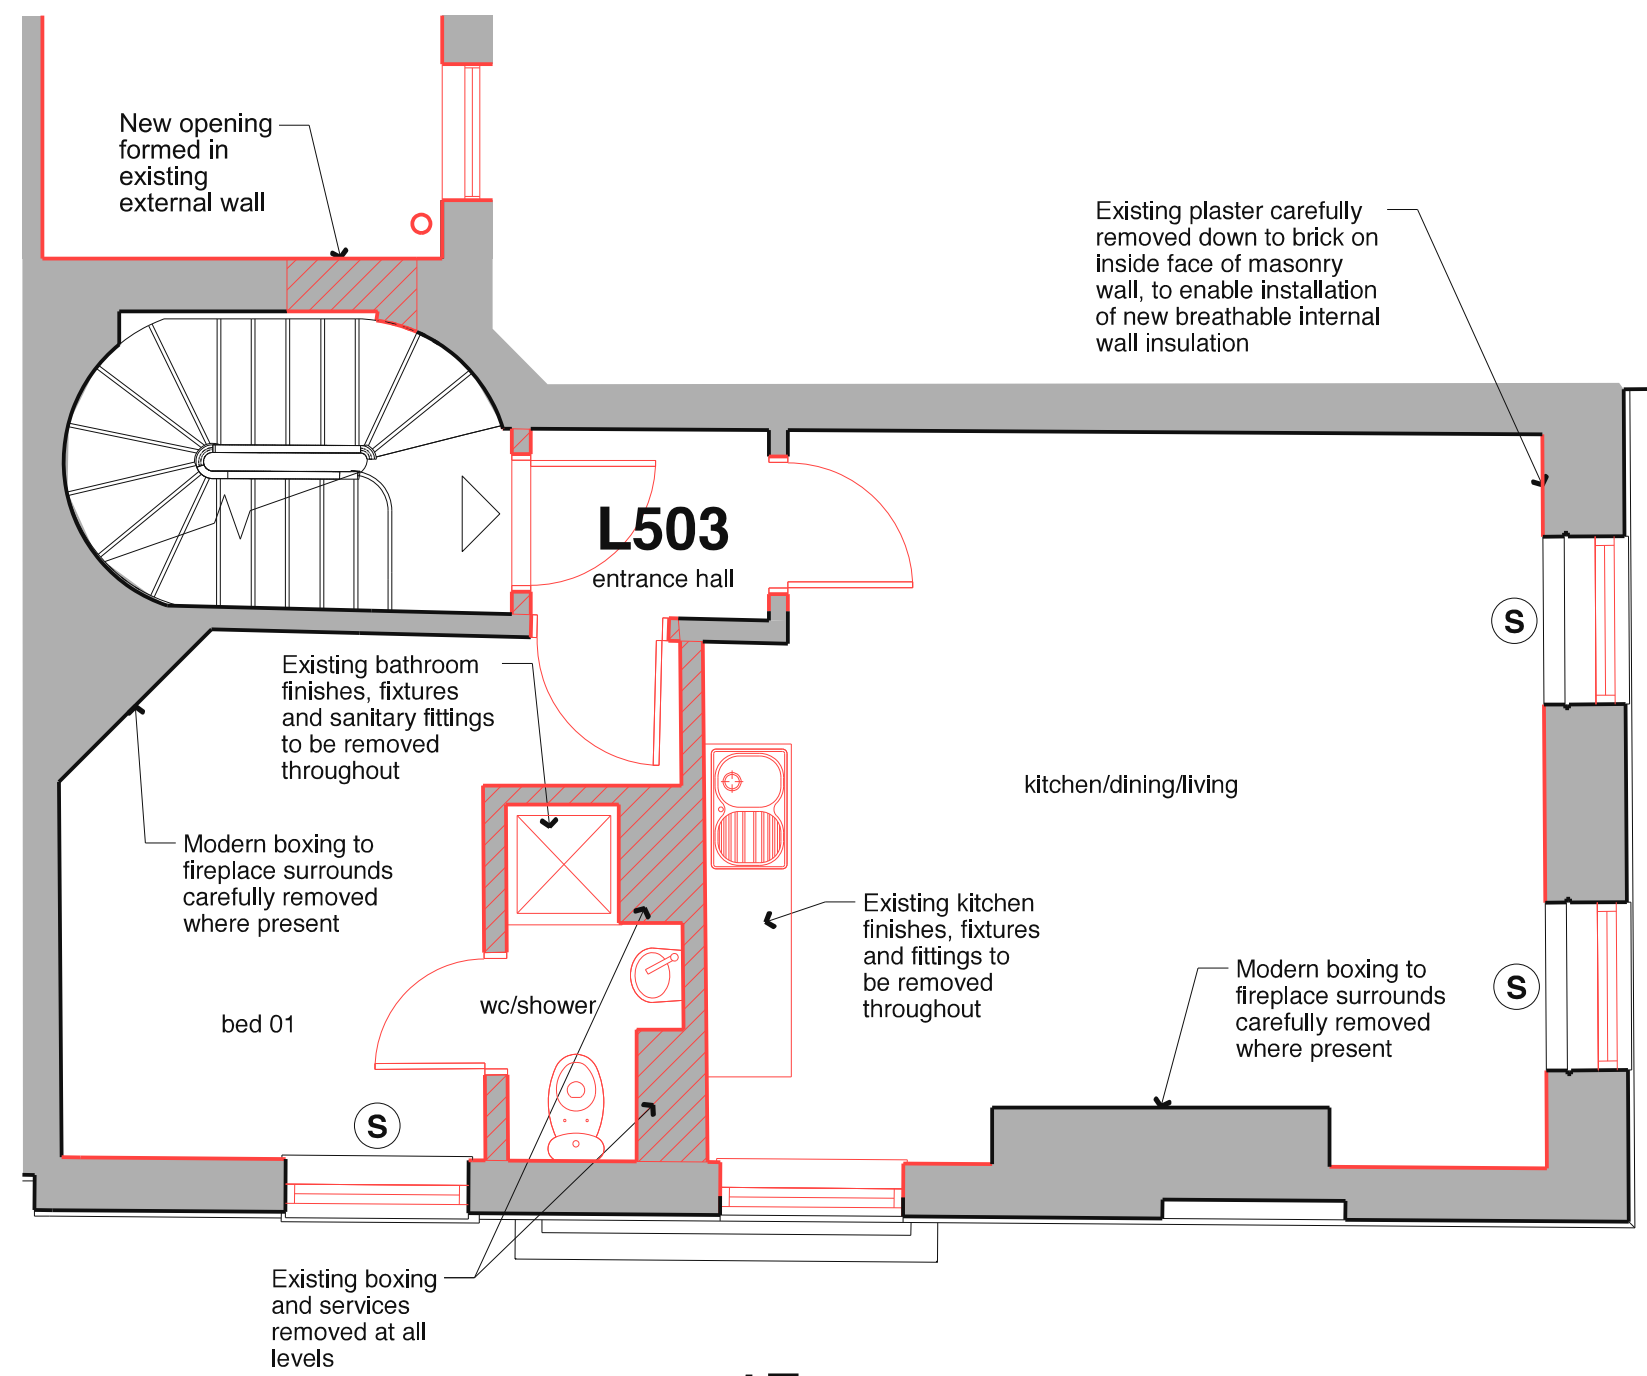 New opening
formed in
existing
external wall
Existing plaster carefully
removed down to brick on
inside face of masonry
wall, to enable installation
of new breathable internal
wall insulation
L503
entrance hall
S
Existing bathroom
finishes, fixtures
and sanitary fittings
to be removed
throughout
kitchen/dining/living
Modern boxing to
fireplace surrounds
carefully removed
where present
Existing kitchen
finishes, fixtures
and fittings to
be removed
throughout
Modern boxing to
fireplace surrounds
carefully removed
where present
S
wc/shower
bed 01
S
Existing boxing
and services
removed at all
levels